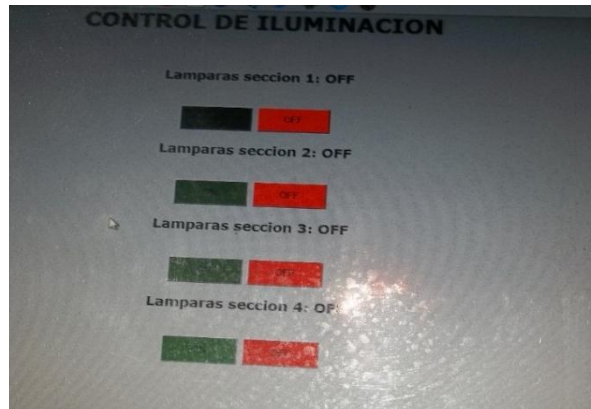 CONTROL DE ILUMINACION
Lamparas seccion 1: OFF
OFF
Lamparas seccion 2: OFF
OFF
Lamparas seccion 3: OFF
OFF
Lamparas seccion 4:
OFF